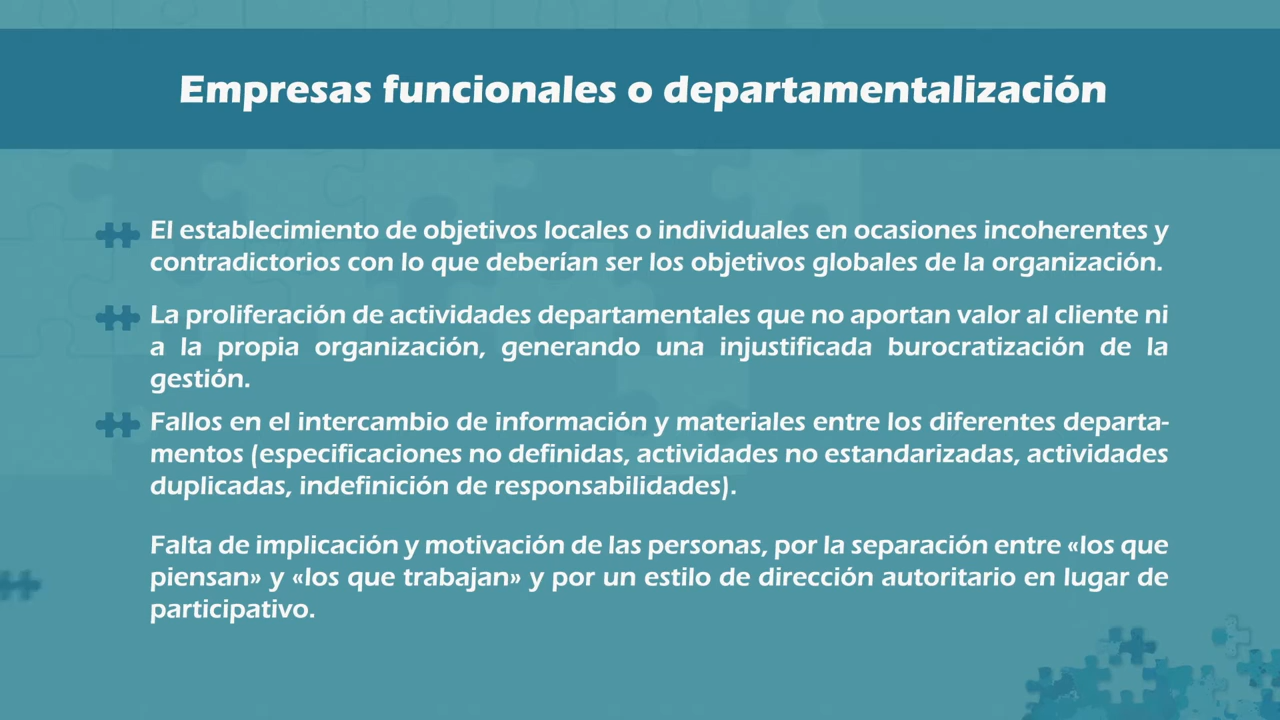 Empresas funcionales o departamentalización
El establecimiento de objetivos locales o individuales en ocasiones incoherentes y
contradictorios con lo que deberían ser los objetivos globales de la organización.
La proliferación de actividades departamentales que no aportan valor al cliente ni
a la propia organización, generando una injustificada burocratización de la
gestión.
Fallos en el intercambio de información y materiales entre los diferentes departa-
mentos (especificaciones no definidas, actividades no estandarizadas, actividades
duplicadas, indefinición de responsabilidades).
Falta de implicación y motivación de las personas, por la separación entre «los que
piensan» y «los que trabajan» y por un estilo de dirección autoritario en lugar de
participativo.